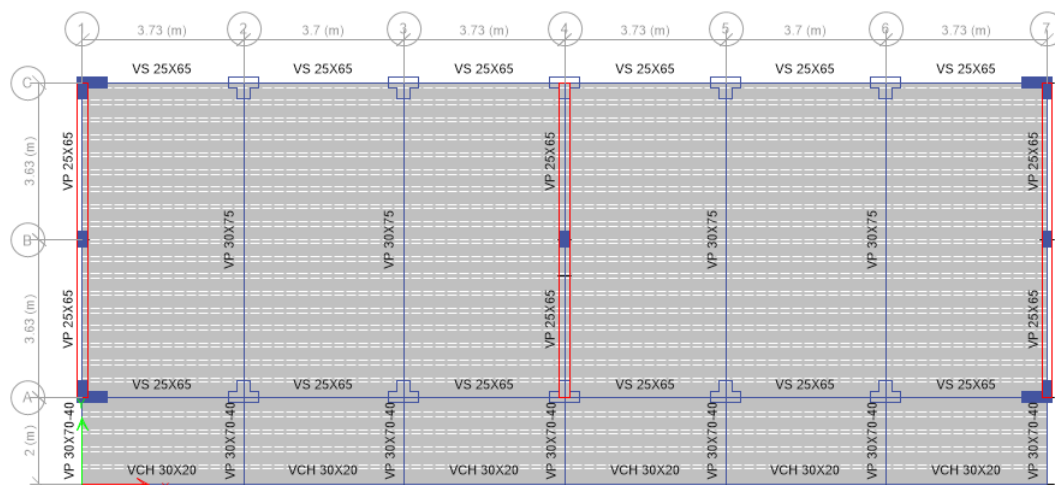 1 2 3 4 5 6 7
3.73 (m) 3.7 (m) 3.73 (m) 3.73 (m) 3.7 (m) 3.73 (m)
VS 25X65 VS 25X65 VS 25X65 VS 25X65 VS 25X65 VS 25X65
C
3.63 (m)
VP 25X65 VP 25X65 VP 25X65
B
VP 30X75 VP 30X75 VP 30X75 VP 30X75
3.63 (m)
VP 25X65 VP 25X65 VP 25X65
VS 25X65 VS 25X65 VS 25X65 VS 25X65 VS 25X65 VS 25X65
A
2 (m)
VP 30X70-40 VP 30X70-40 VP 30X70-40 VP 30X70-40 VP 30X70-40 VP 30X70-40 VP 30X70-40
VCH 30X20 VCH 30X20 VCH 30X20 VCH 30X20 VCH 30X20 VCH 30X20